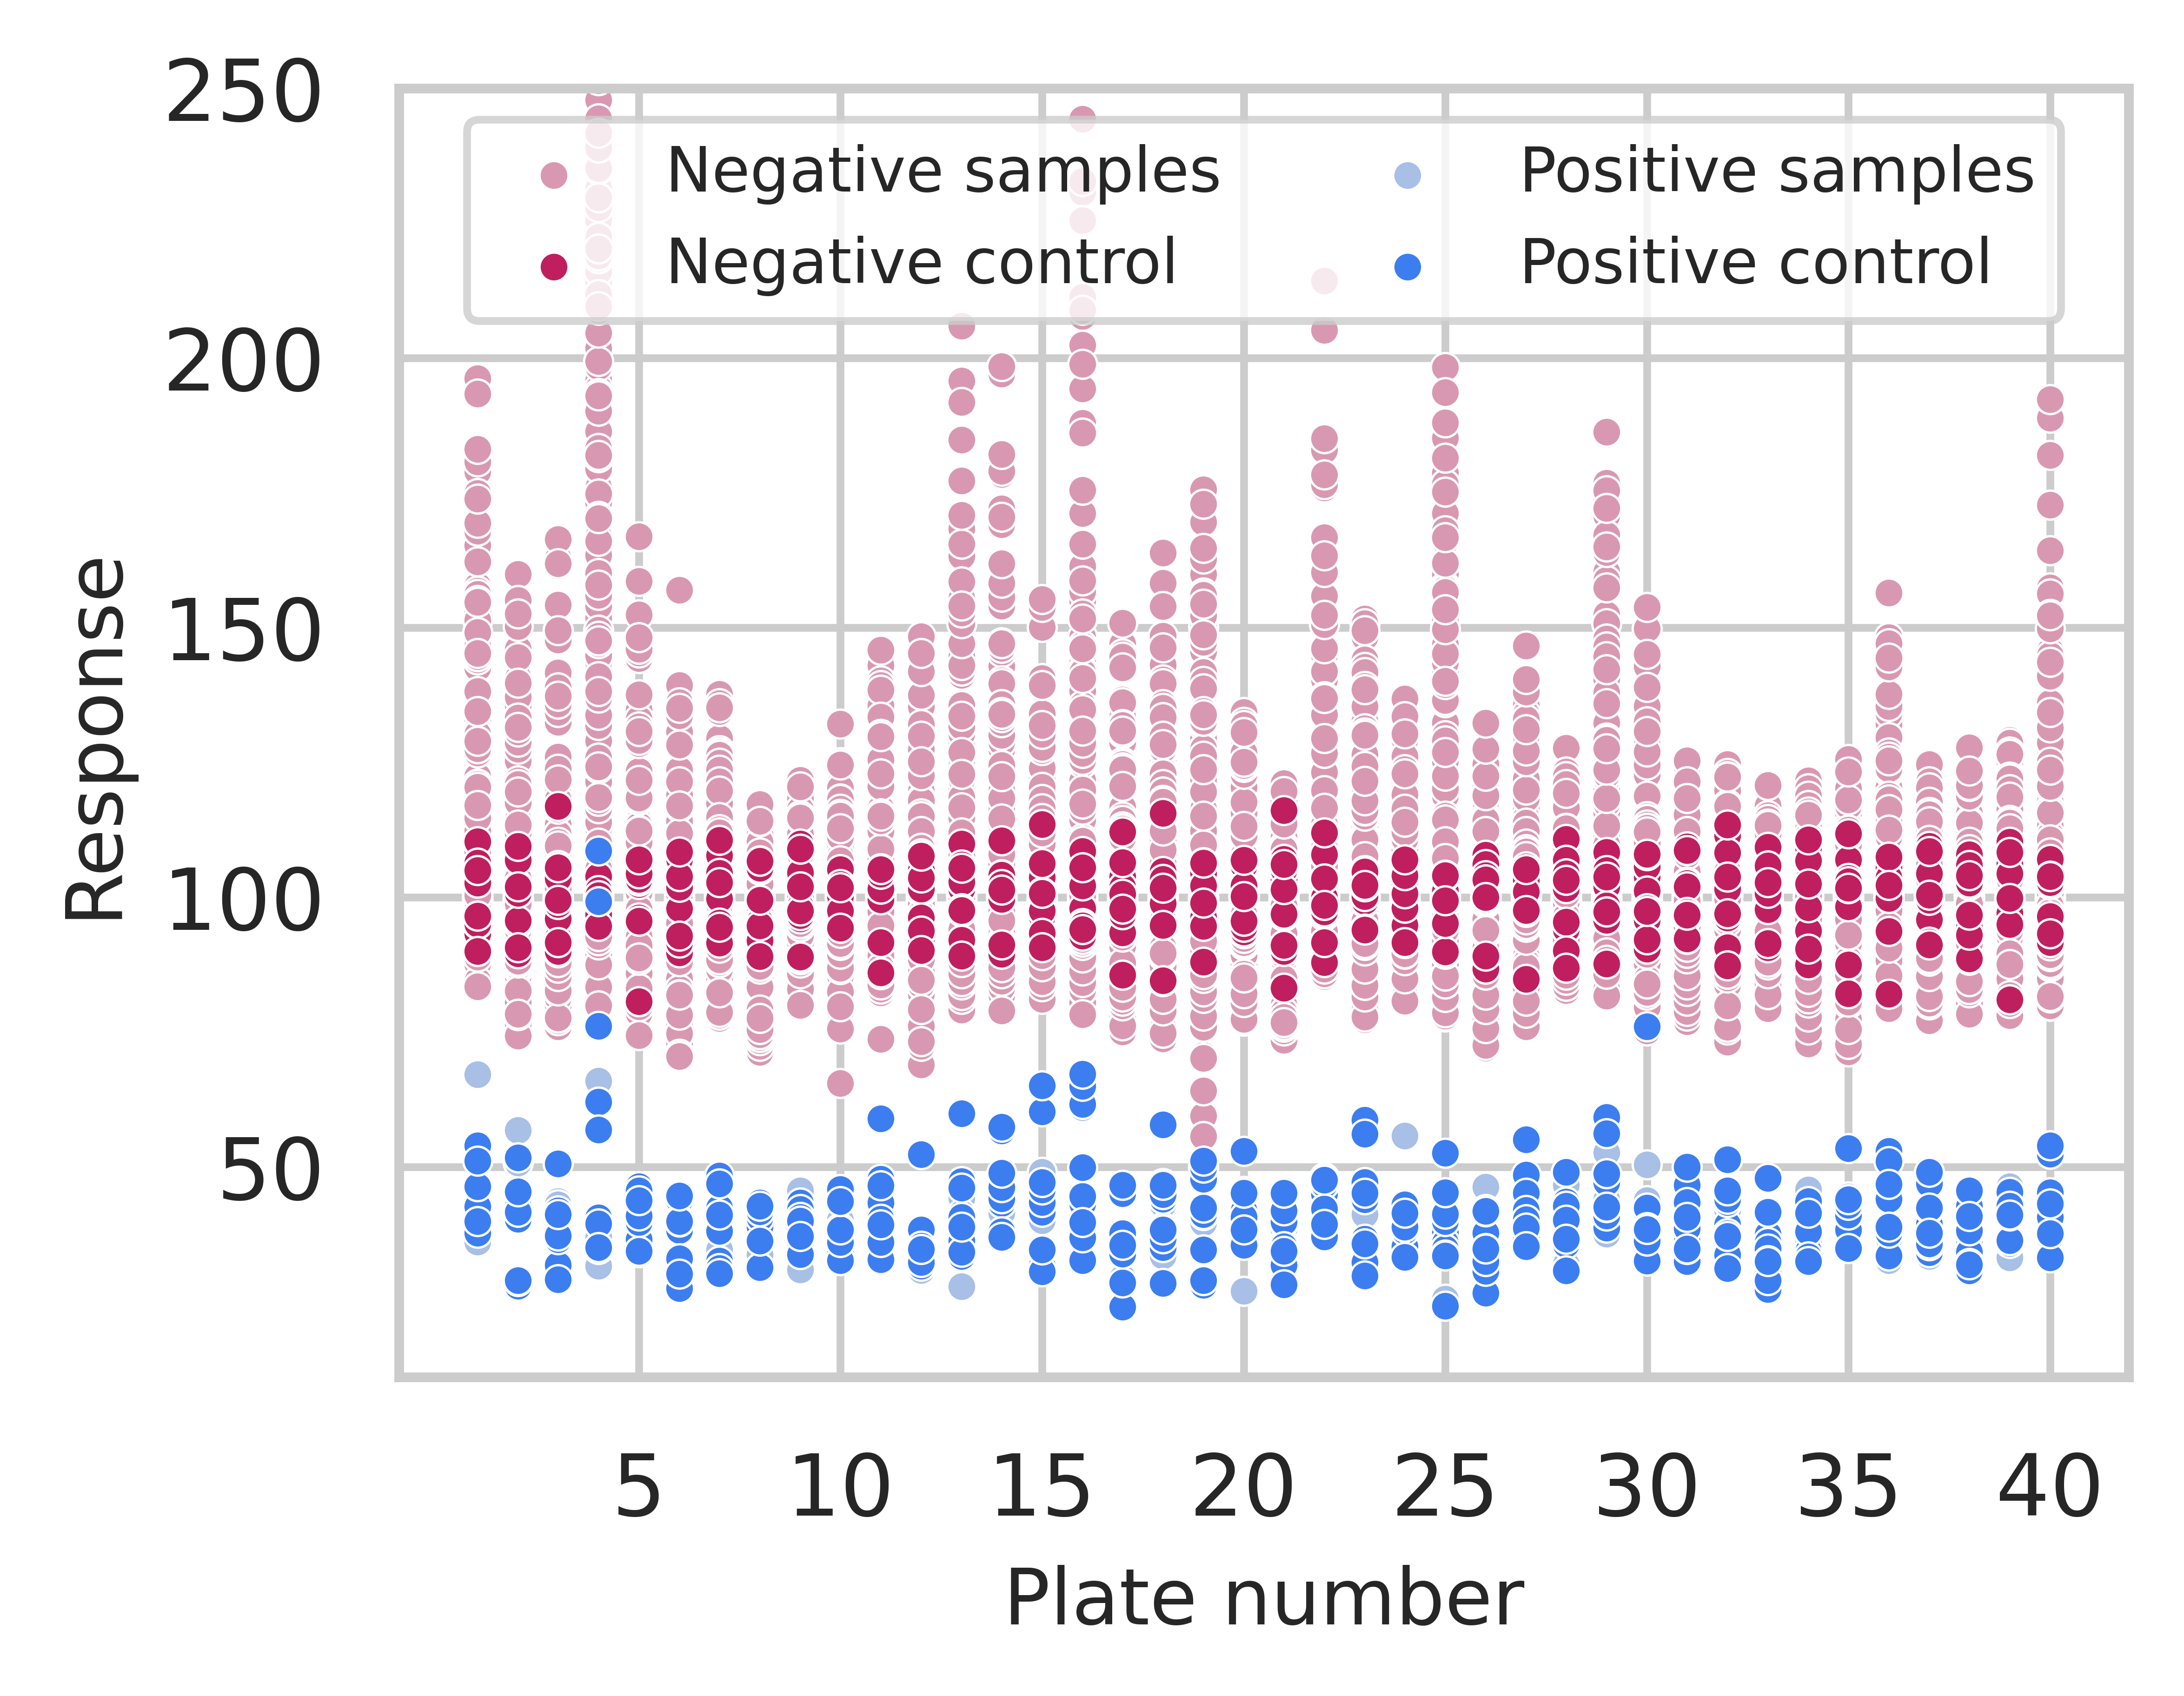 250
200
150
100
50
Response
Negative samples
Negative control
Positive samples
Positive control
5 10 15 20 25 30 35 40
Plate number